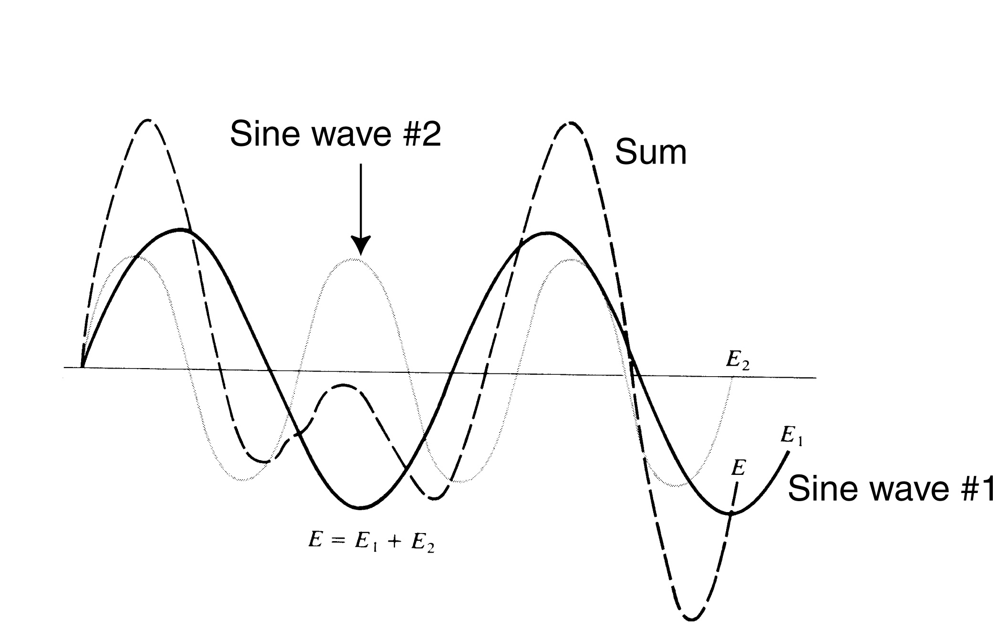 Sine wave #2
Sum
E₂
E₁
E
Sine wave #1
E = E₁ + E₂